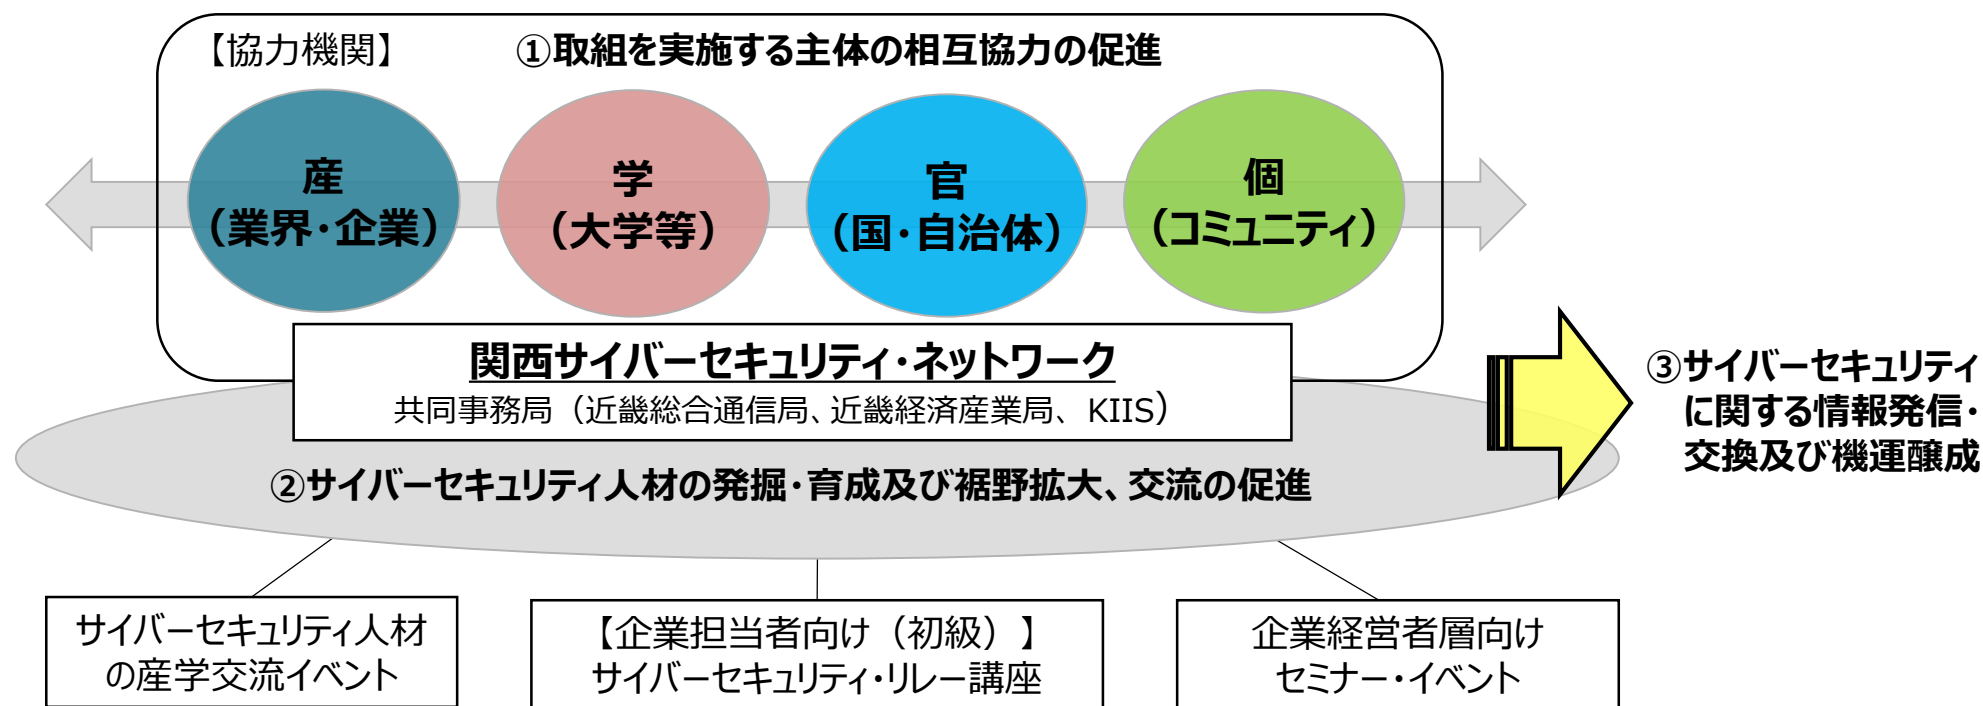 【協力機関】
①取組を実施する主体の相互協力の促進
産
（業界・企業）
学
（大学等）
官
（国・自治体）
個
（コミュニティ）
関西サイバーセキュリティ・ネットワーク
共同事務局（近畿総合通信局、近畿経済産業局、KIIS）
②サイバーセキュリティ人材の発掘・育成及び裾野拡大、交流の促進
③サイバーセキュリティ
に関する情報発信・
交換及び機運醸成
サイバーセキュリティ人材
の産学交流イベント
【企業担当者向け（初級）】
サイバーセキュリティ・リレー講座
企業経営者層向け
セミナー・イベント